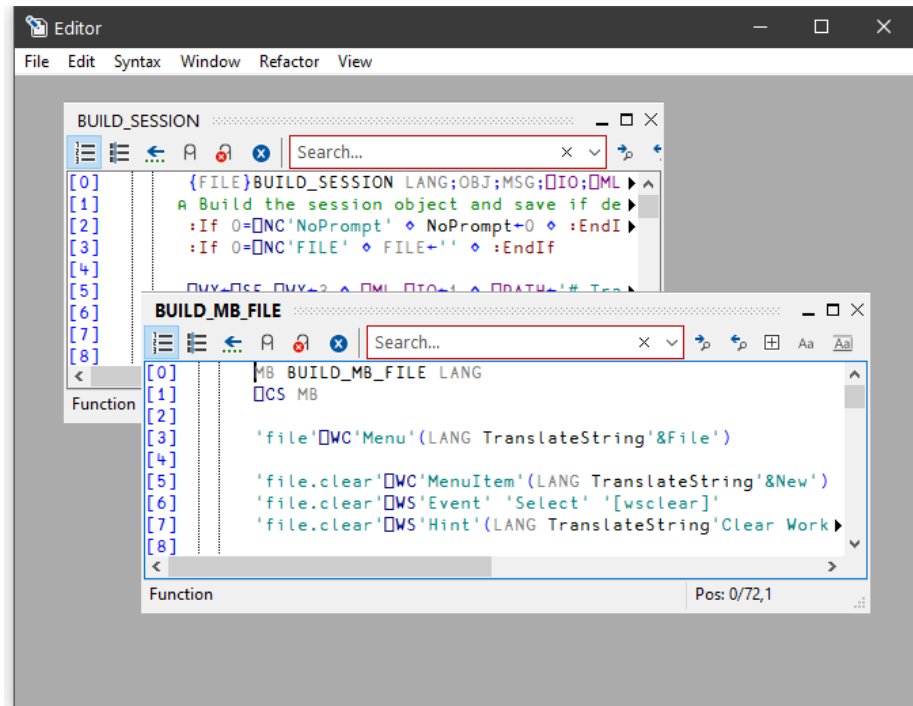 Editor
File Edit Syntax Window Refactor View
BUILD_SESSION
Search...
[0] {FILE}BUILD_SESSION LANG;OBJ;MSG;⎕IO;⎕ML
[1] ⍝ Build the session object and save if de
[2] :If 0=⎕NC'NoPrompt' ⋄ NoPrompt←0 ⋄ :EndI
[3] :If 0=⎕NC'FILE' ⋄ FILE←'' ⋄ :EndIf
[4]
[5]
[6]
[7]
[8]
Function
BUILD_MB_FILE
Search...
Aa Aa
[0] MB BUILD_MB_FILE LANG
[1] ⎕CS MB
[2]
[3] 'file'⎕WC'Menu'(LANG TranslateString'&File')
[4]
[5] 'file.clear'⎕WC'MenuItem'(LANG TranslateString'&New')
[6] 'file.clear'⎕WS'Event' 'Select' '[wsclear]'
[7] 'file.clear'⎕WS'Hint'(LANG TranslateString'Clear Work
[8]
Function Pos: 0/72,1